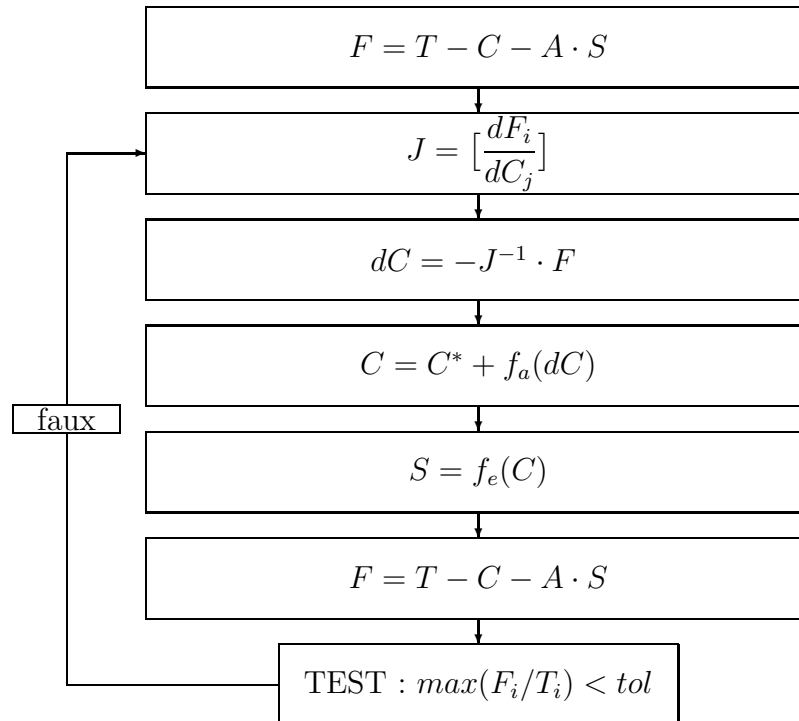 F = T − C − A · S
J = [dF_i/dC_j]
dC = −J^{-1} · F
C = C* + f_a(dC)
faux
S = f_e(C)
F = T − C − A · S
TEST : max(F_i/T_i) < tol